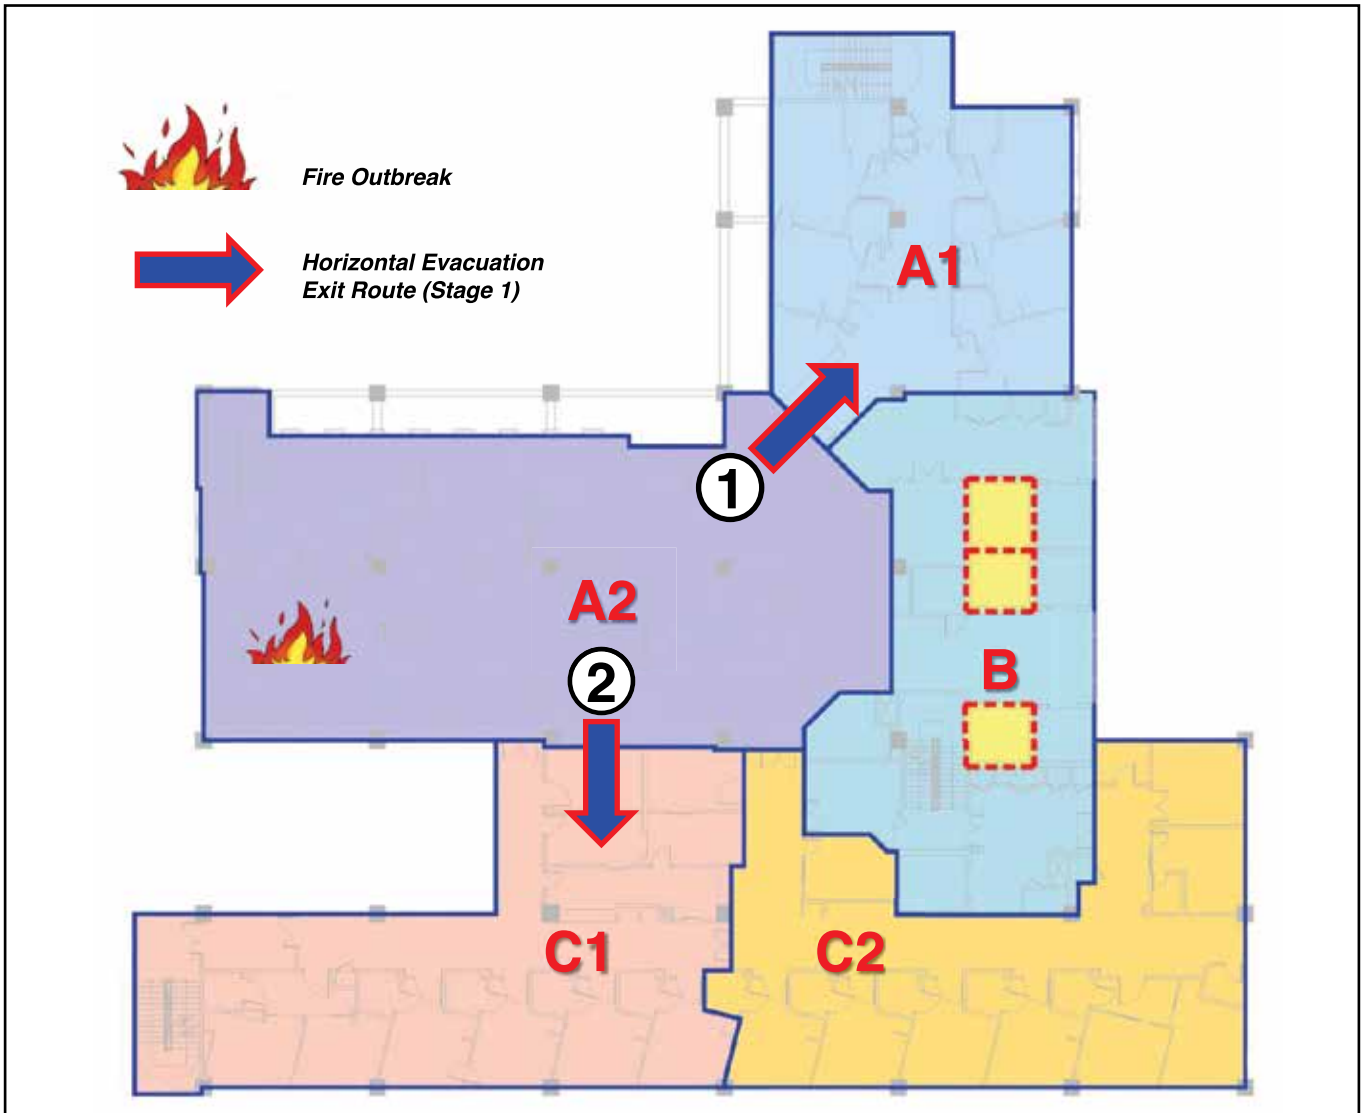 Fire Outbreak
Horizontal Evacuation
Exit Route (Stage 1)
A1
1
A2
2
B
C1
C2